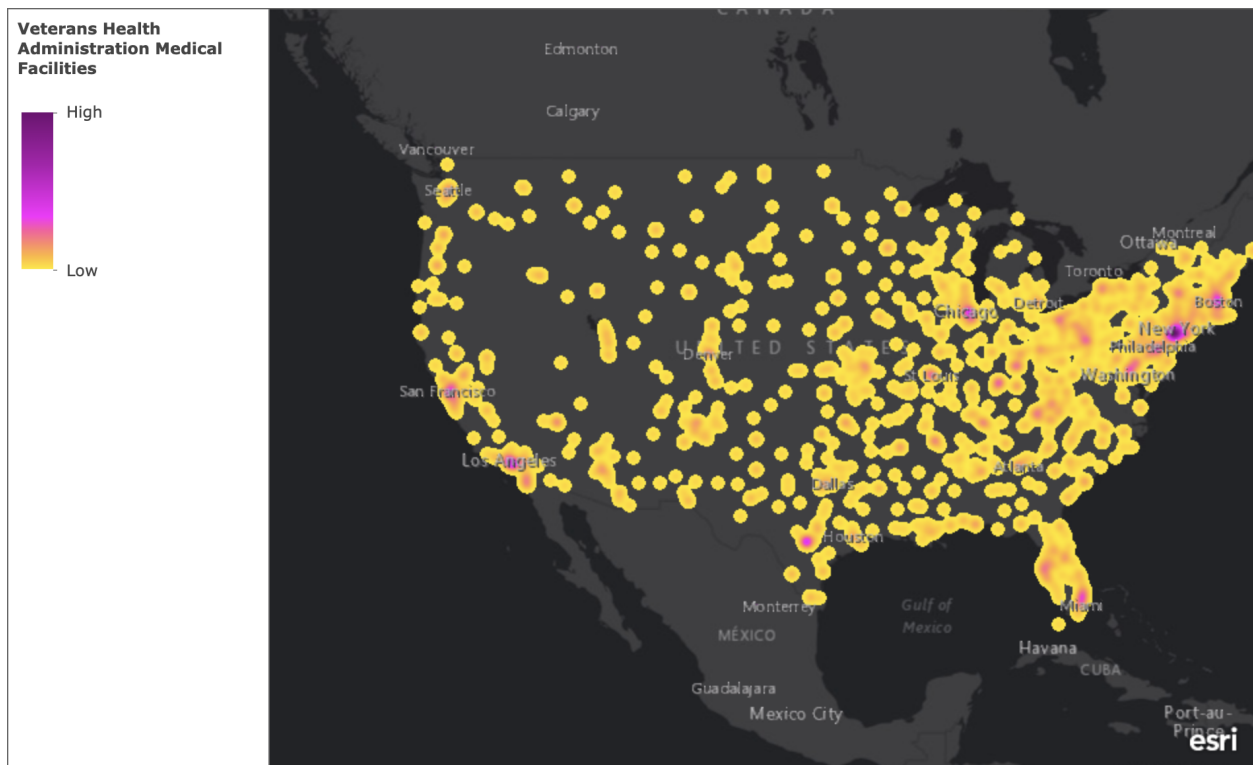 Veterans Health
Administration Medical
Facilities
High
Low
CANADA
Edmonton
Calgary
Vancouver
Seattle
Montreal
Ottawa
Toronto
Boston
Detroit
Chicago
New York
Philadelphia
UNITED STATES
Denver
St Louis
Washington
San Francisco
Los Angeles
Atlanta
Dallas
Houston
Monterrey
Gulf of
Mexico
Miami
MÉXICO
Havana
CUBA
Guadalajara
Mexico City
Port-au-
Prince
esri